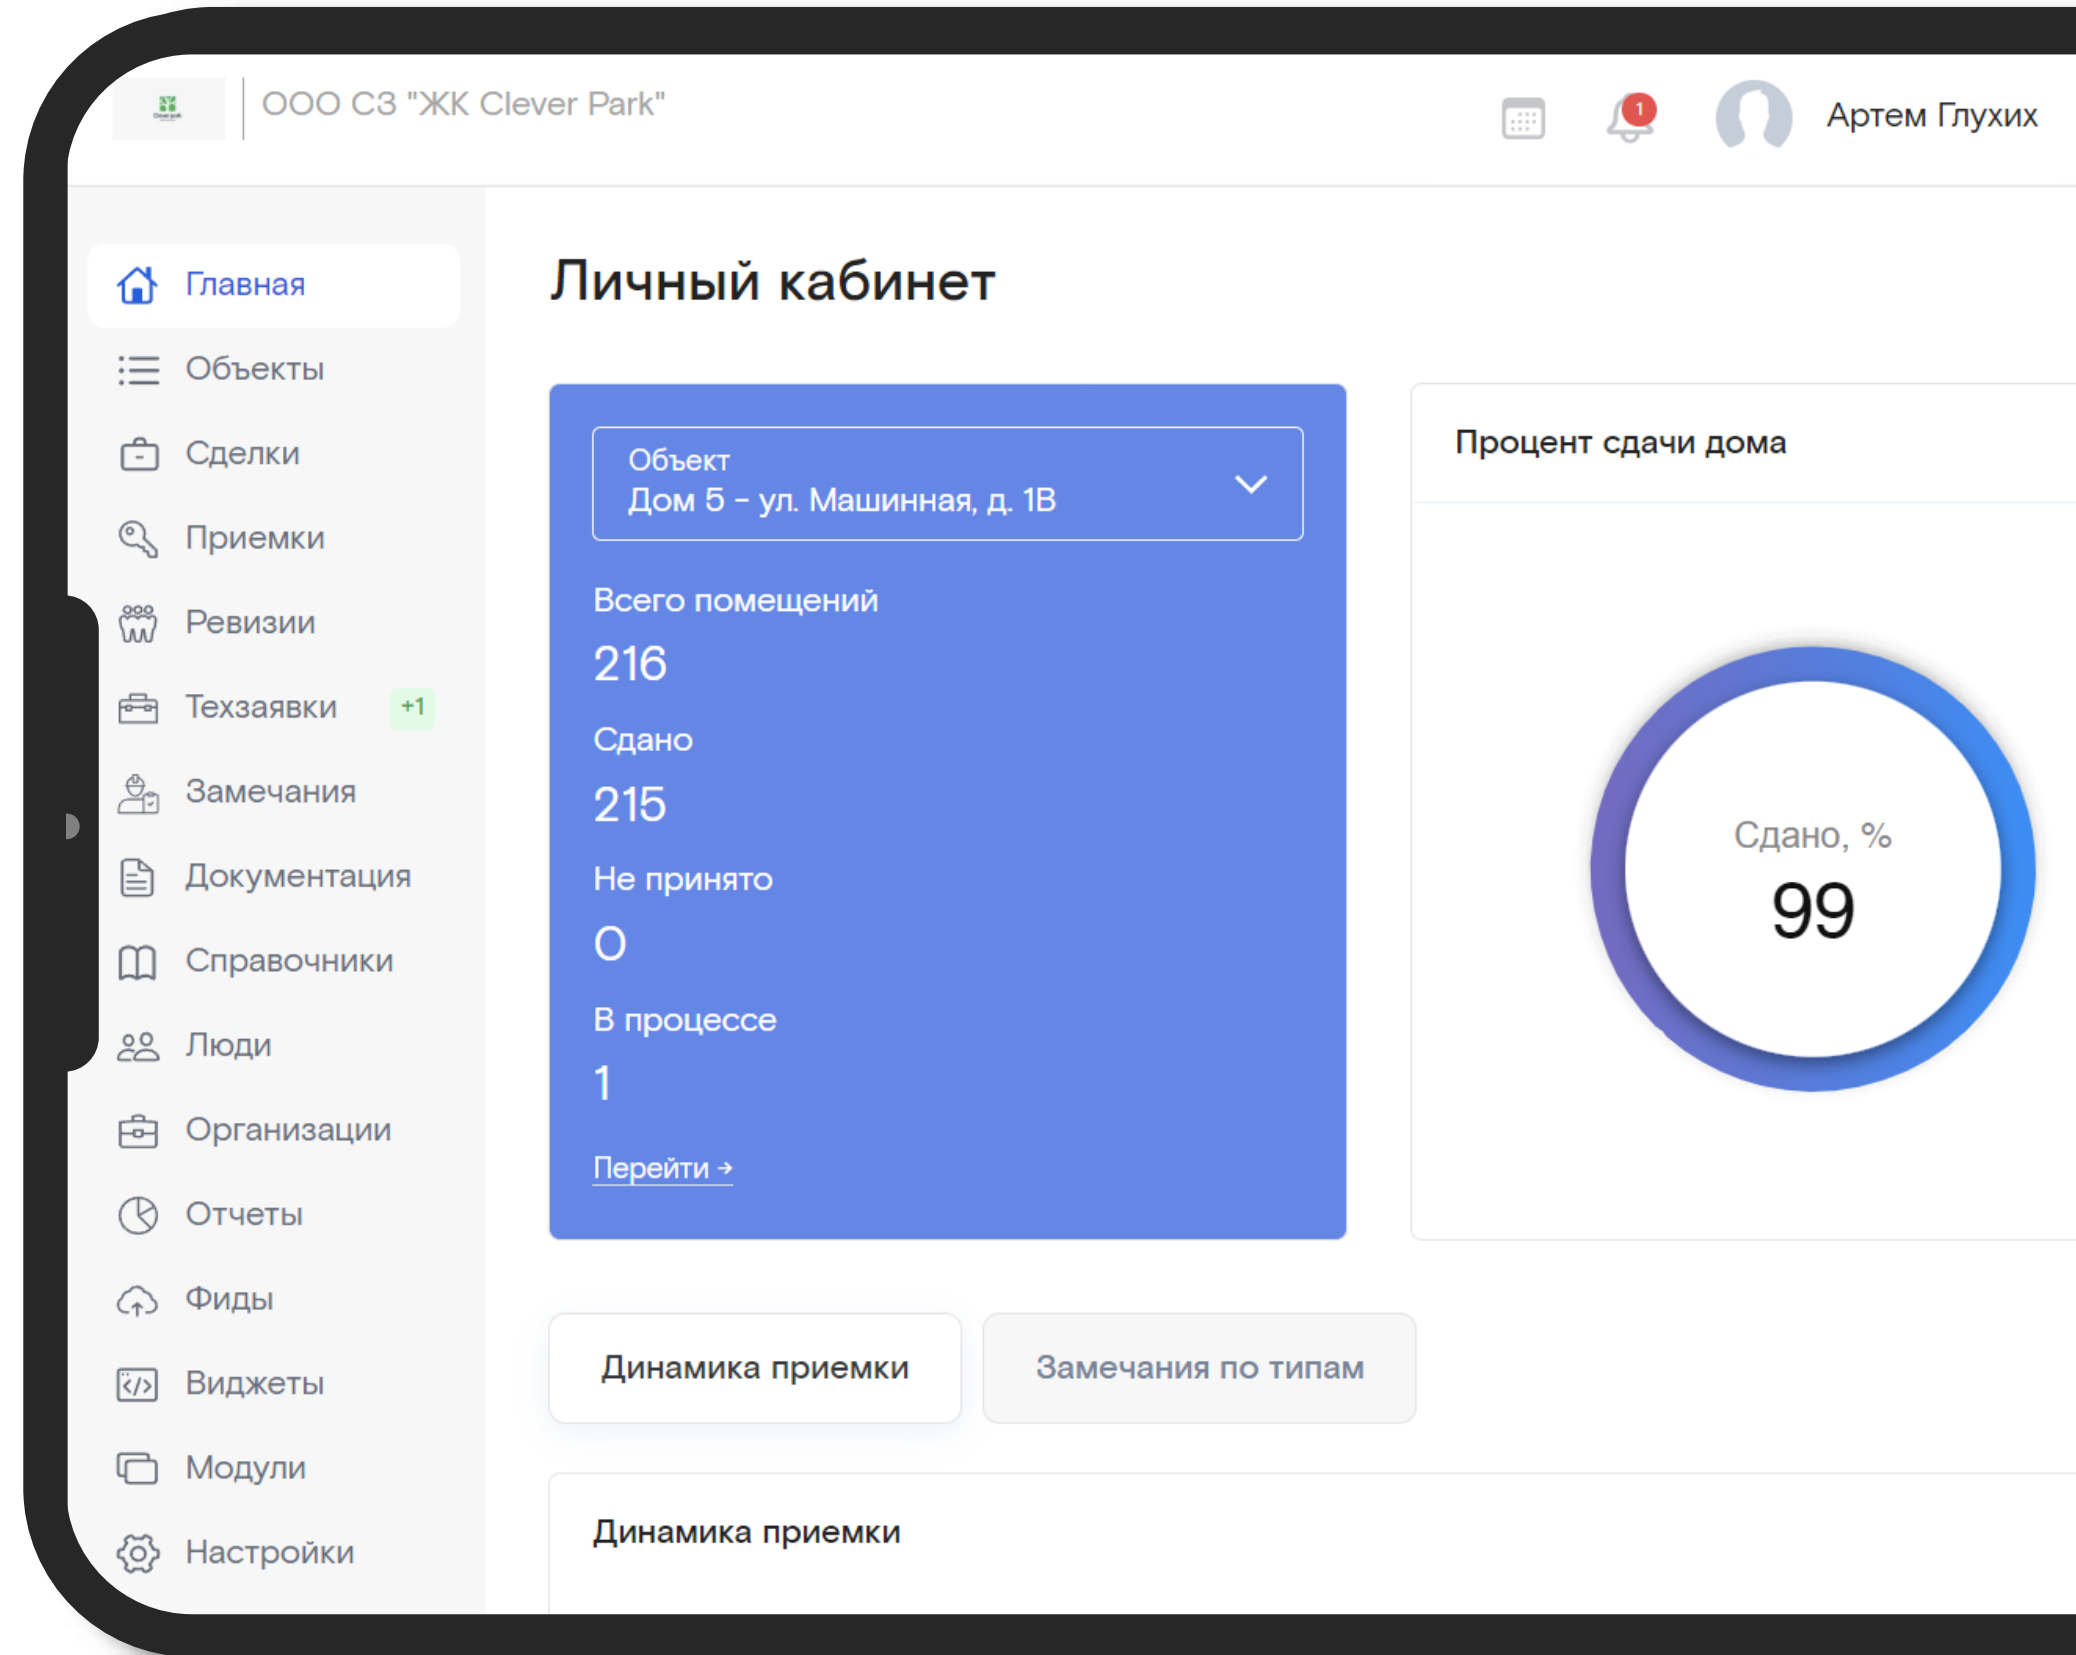 ООО СЗ "ЖК Clever Park"
1
Артем Глухих
Главная
Объекты
Сделки
Приемки
Ревизии
Техзаявки +1
Замечания
Документация
Справочники
Люди
Организации
Отчеты
Фиды
Виджеты
Модули
Настройки
Личный кабинет
Объект
Дом 5 - ул. Машинная, д. 1В
Всего помещений
216
Сдано
215
Не принято
0
В процессе
1
Перейти →
Процент сдачи дома
Сдано, %
99
Динамика приемки
Замечания по типам
Динамика приемки